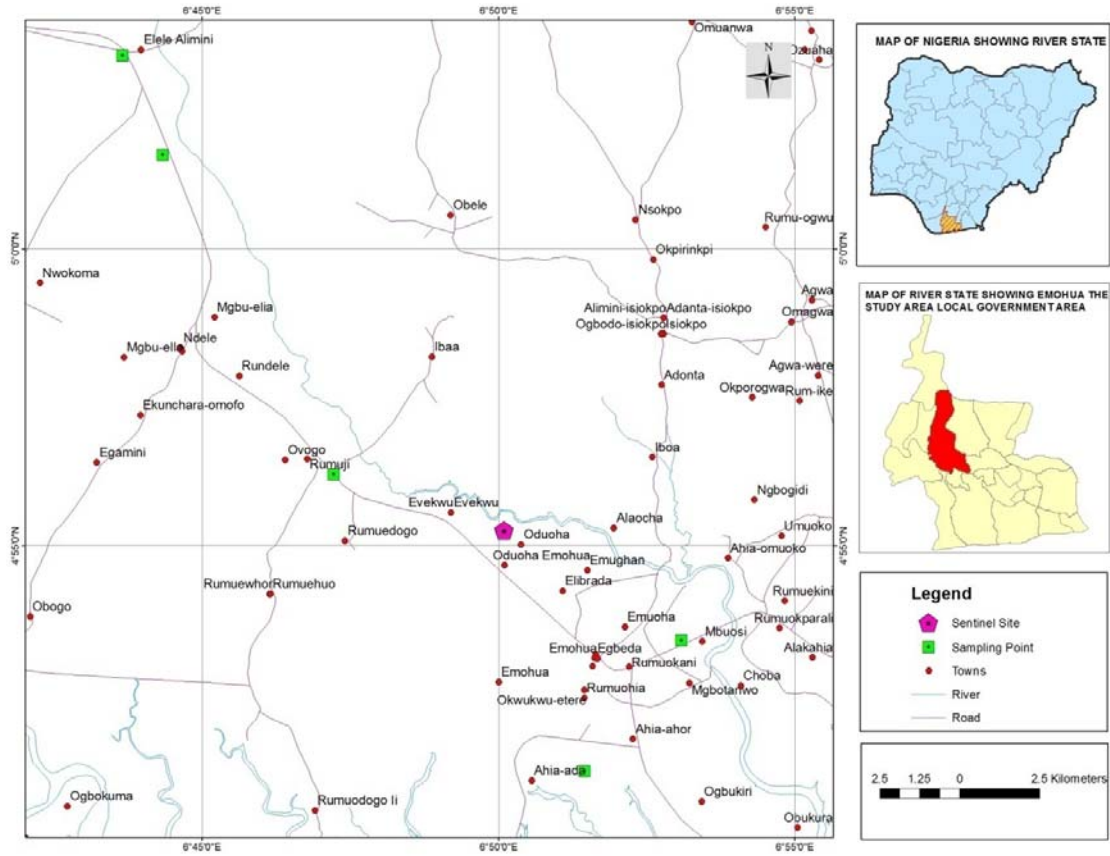 6°45'0"E
6°50'0"E
6°55'0"E
Elele Alimini
Omuanwa
N
Obele
Nsokpo
Rumu-ogwu
5°0'0"N
5°0'0"N
Okpirinkpi
Nwokoma
Agwa
Mgbu-elia
Alimini-isiokpo
Adanta-isiokpo
Omagwa
Ogbodo-isiokpo
Isiokpo
Ndele
Mgbu-elle
Ibaa
Rundele
Agwa-were
Adonta
Okporogwa
Rum-ike
Ekunchara-omofo
Ovogo
Rumuji
Egamini
Iboa
Ngbogidi
Evekwu
Evekwu
Alaocha
Umuoko
Rumuedogo
Oduoha
4°55'0"N
4°55'0"N
Oduoha Emohua
Emughan
Ahia-omuoko
Elibrada
Rumuewhor
Rumuehuo
Rumuekini
Obogo
Emuoha
Mbuosi
Rumuokparali
Emohua
Egbeda
Alakahia
Rumuokani
Emohua
Rumuohia
Mgbotanwo
Choba
Okwukwu-etere
Ahia-ahor
Ahia-ada
Ogbukiri
Ogbokuma
Rumuodogo Ii
Obukura
6°45'0"E
6°50'0"E
6°55'0"E
MAP OF NIGERIA SHOWING RIVER STATE
MAP OF RIVER STATE SHOWING EMOHUA THE
STUDY AREA LOCAL GOVERNMENT AREA
Legend
Sentinel Site
Sampling Point
Towns
River
Road
2.5 1.25 0 2.5 Kilometers